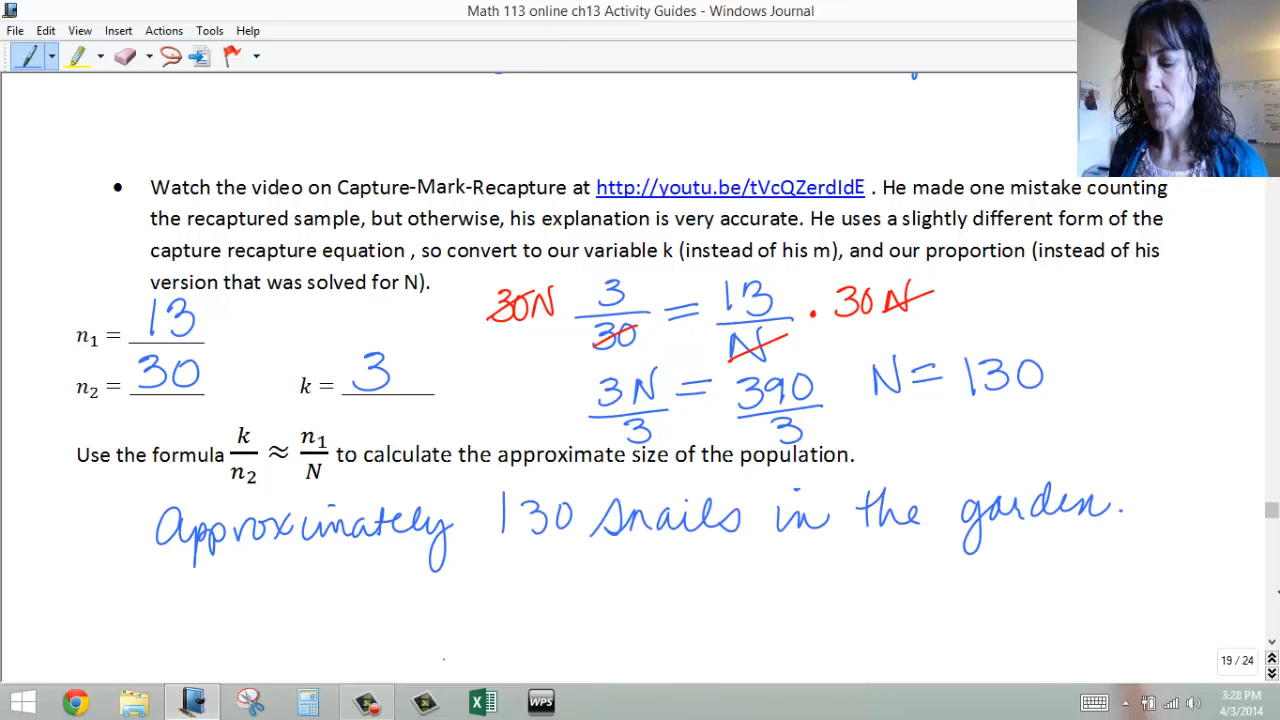 Math 113 online ch13 Activity Guides - Windows Journal
File Edit View Insert Actions Tools Help
• Watch the video on Capture-Mark-Recapture at http://youtu.be/tVcQZerdIdE . He made one mistake counting
the recaptured sample, but otherwise, his explanation is very accurate. He uses a slightly different form of the
capture recapture equation , so convert to our variable k (instead of his m), and our proportion (instead of his
version that was solved for N).
30N 3/30 = 13/N · 30N
n₁ = 13
n₂ = 30 k = 3
3N/3 = 390/3 N = 130
Use the formula k/n₂ ≈ n₁/N to calculate the approximate size of the population.
Approximately 130 snails in the garden.
19 / 24
WPS
3:28 PM
4/3/2014